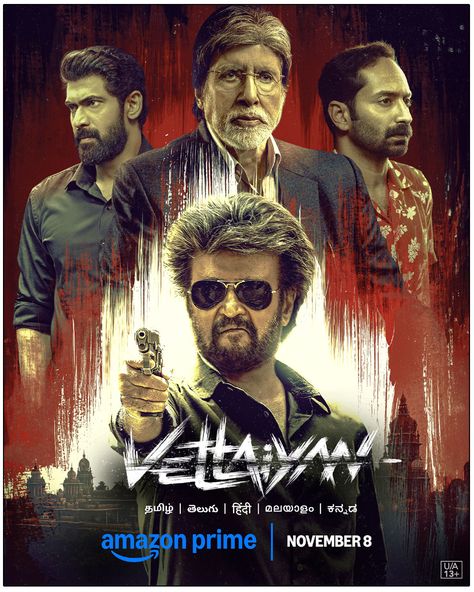 VETTAIYAN
தமிழ் | తెలుగు | हिंदी | മലയാളം | ಕನ್ನಡ
amazon prime | NOVEMBER 8
U/A
13+